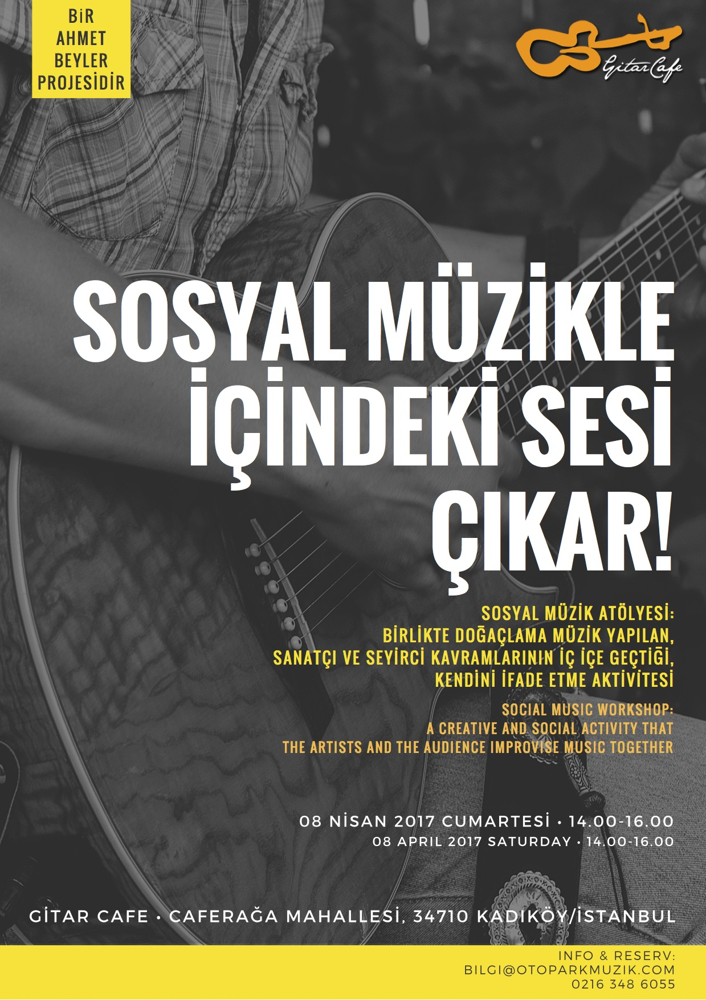 BİR
AHMET
BEYLER
PROJESİDİR
Gitar Cafe
SOSYAL MÜZİKLE
İÇİNDEKİ SESİ
ÇIKAR!
SOSYAL MÜZİK ATÖLYESİ:
BİRLİKTE DOĞAÇLAMA MÜZİK YAPILAN,
SANATÇI VE SEYİRCİ KAVRAMLARININ İÇ İÇE GEÇTİĞİ,
KENDİNİ İFADE ETME AKTİVİTESİ
SOCIAL MUSIC WORKSHOP:
A CREATIVE AND SOCIAL ACTIVITY THAT
THE ARTISTS AND THE AUDIENCE IMPROVISE MUSIC TOGETHER
08 NİSAN 2017 CUMARTESİ • 14.00-16.00
08 APRIL 2017 SATURDAY • 14.00-16.00
GİTAR CAFE • CAFERAĞA MAHALLESİ, 34710 KADIKÖY/İSTANBUL
INFO & RESERV:
BILGI@OTOPARKMUZIK.COM
0216 348 6055